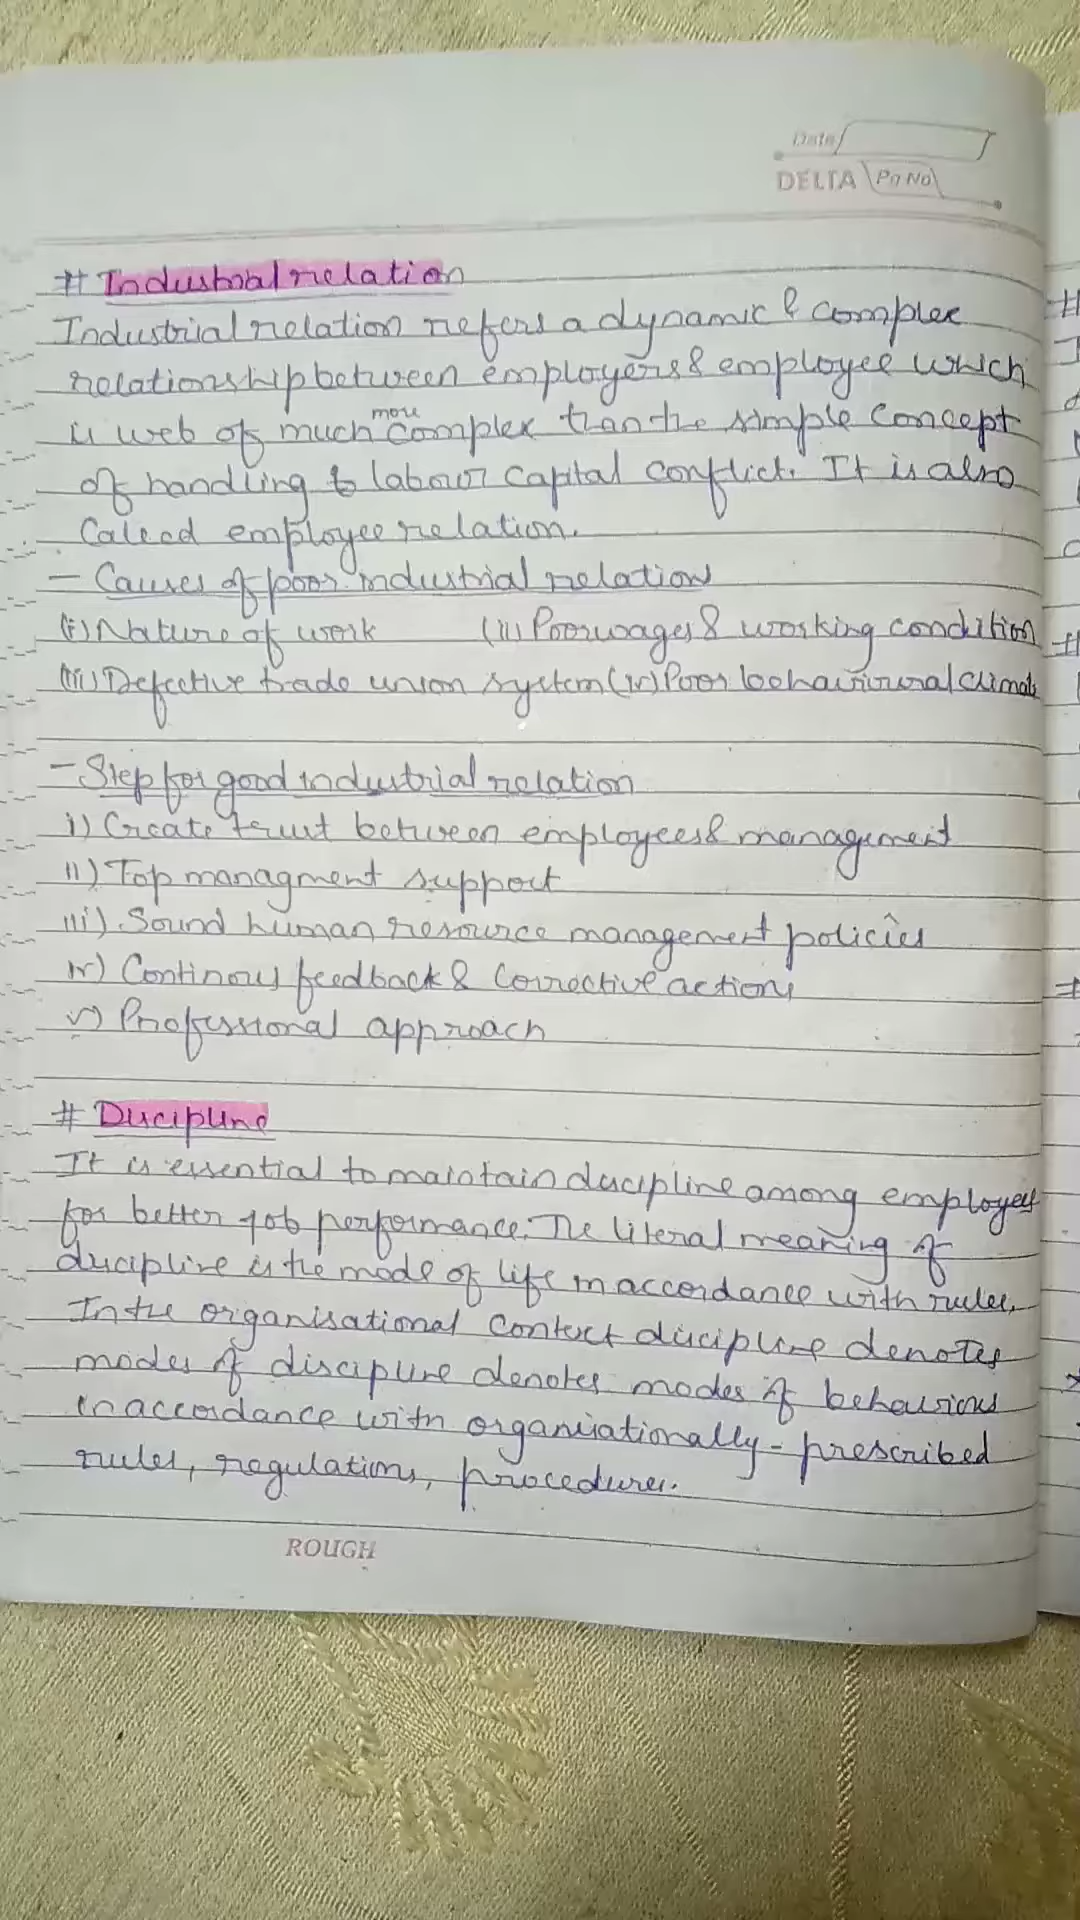 Date
DELTA Pg No
# Industrial relation
Industrial relation refers a dynamic & complex
relationship between employers & employee which
is web of much more complex than the simple concept
of handling to labour capital conflict. It is also
Calecd employee relation.
- Causes of poor industrial relation
(i) Nature of work (ii) Poor wages & working condition
(iii) Defective trade union system (iv) Poor behavioural climate
- Step for good industrial relation
i) Create trust between employees & management
ii) Top managment support
iii) Sound human resource management policies
iv) Continous feedback & Corrective actions
v) Professional approach
# Discipline
It is essential to maintain discipline among employees
for better job performance. The literal meaning of
discipline is the mode of life in accordance with rules.
In the organisational context discipline denotes
modes of discipline denotes modes of behaviours
in accordance with organisationally - prescribed
rules, regulations, procedures.
ROUGH